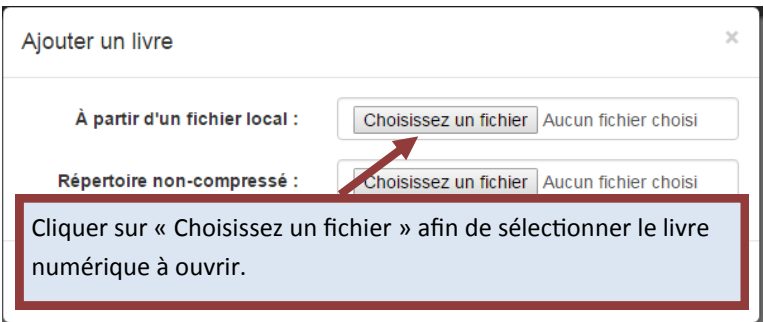 Ajouter un livre ×
À partir d'un fichier local : Choisissez un fichier Aucun fichier choisi
Répertoire non-compressé : Choisissez un fichier Aucun fichier choisi
Cliquer sur « Choisissez un fichier » afin de sélectionner le livre
numérique à ouvrir.